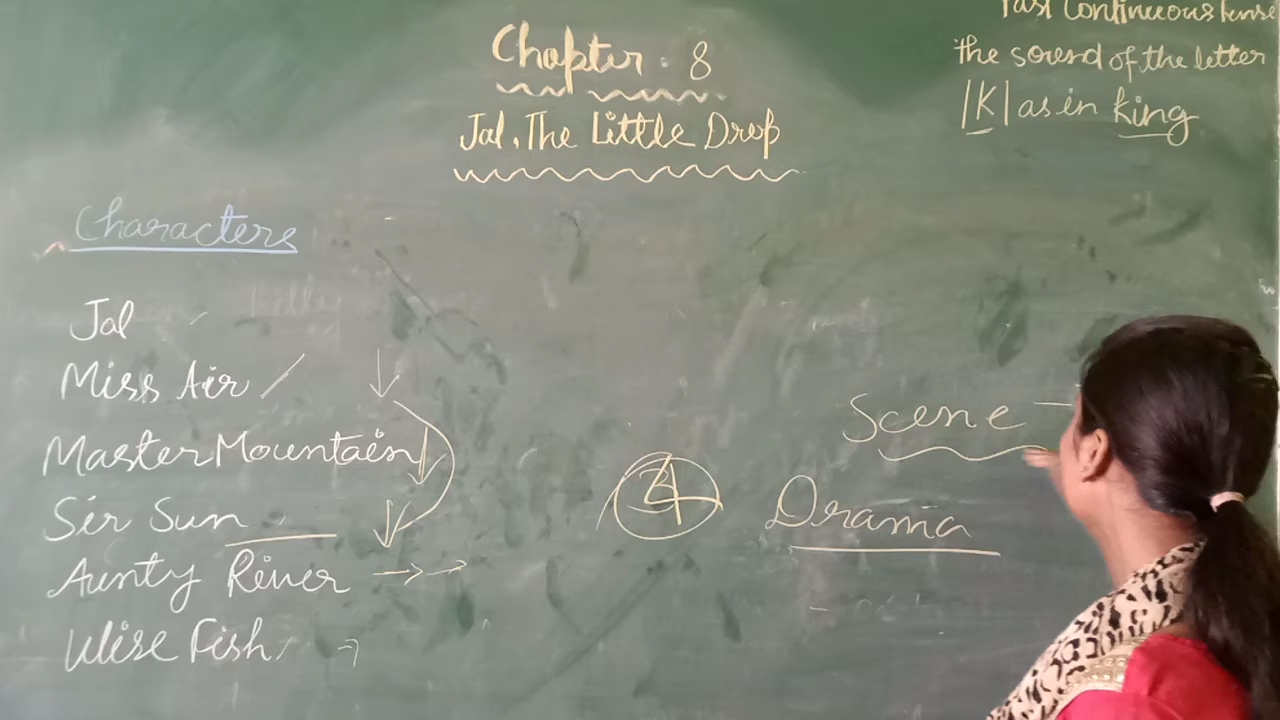 Chapter. 8
Jal, The Little Drop
Past Continuous tense
the sound of the letter
|K| as in king
Characters
Jal
Miss Air
Master Mountain
Sir Sun
Aunty River
Wise Fish
Scene
Drama